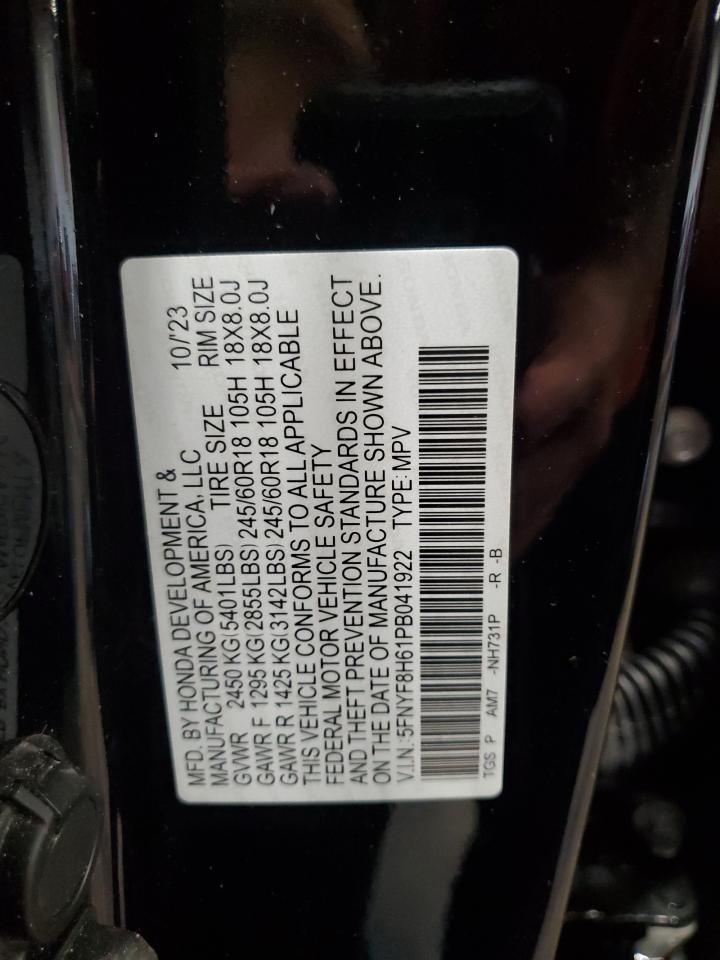 MFD. BY HONDA DEVELOPMENT & 10/'23
MANUFACTURING OF AMERICA, LLC
GVWR 2450 KG(5401LBS) TIRE SIZE RIM SIZE
GAWR F 1295 KG(2855LBS) 245/60R18 105H 18X8.0J
GAWR R 1425 KG(3142LBS) 245/60R18 105H 18X8.0J
THIS VEHICLE CONFORMS TO ALL APPLICABLE
FEDERAL MOTOR VEHICLE SAFETY
AND THEFT PREVENTION STANDARDS IN EFFECT
ON THE DATE OF MANUFACTURE SHOWN ABOVE.
V.I.N.: 5FNYF8H61PB041922 TYPE: MPV
TGS P AM7 -NH731P -R -B